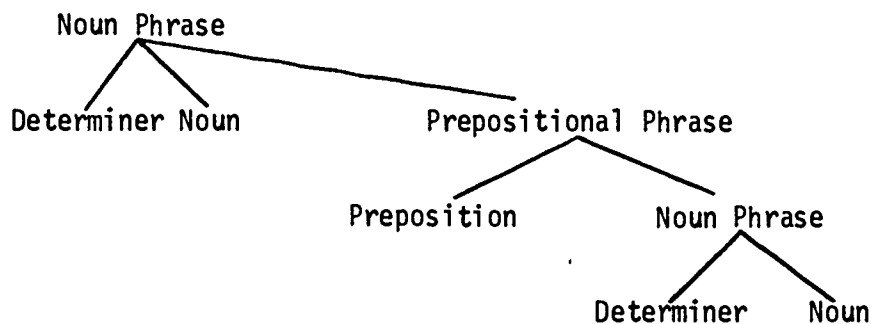 Noun Phrase
Determiner Noun
Prepositional Phrase
Preposition
Noun Phrase
Determiner
Noun